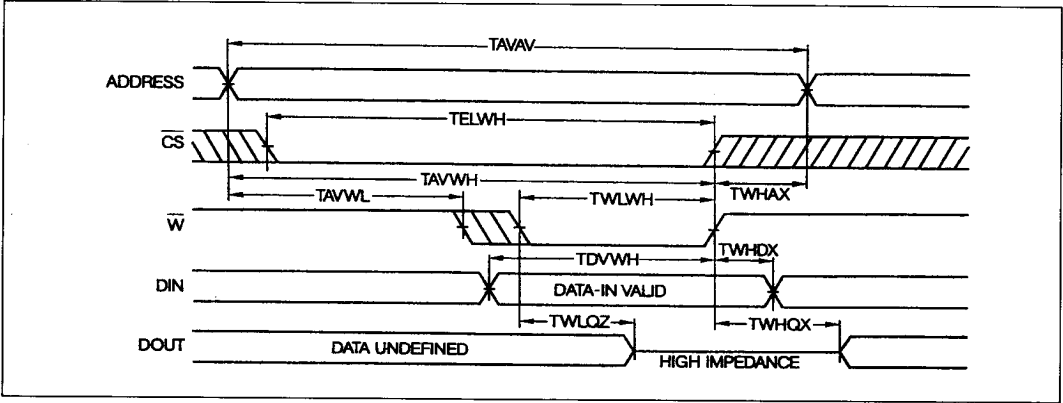 TAVAV
ADDRESS
TELWH
CS
TAVWH
TWHAX
TAVWL
TWLWH
W
TWHDX
TDVWH
DIN
DATA-IN VALID
TWLQZ
TWHQX
DOUT
DATA UNDEFINED
HIGH IMPEDANCE